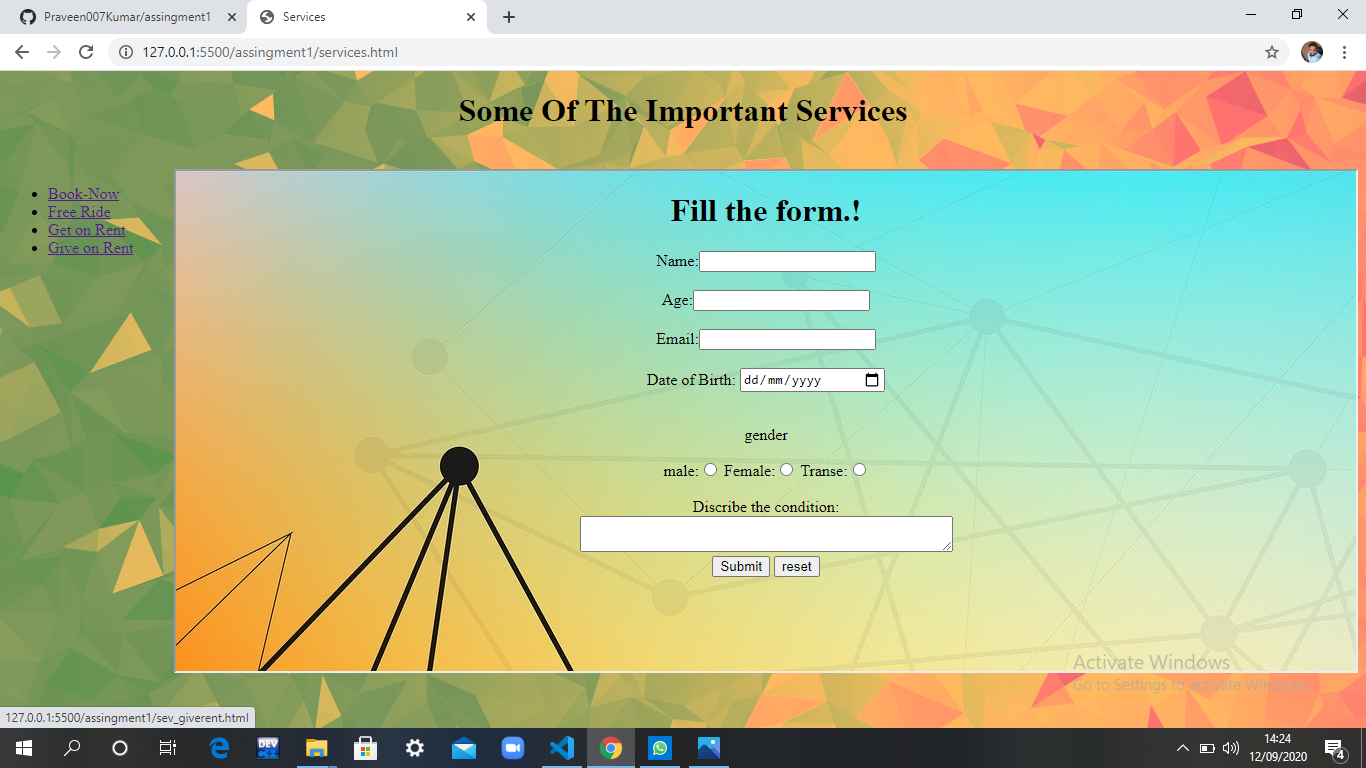 Praveen007Kumar/assingment1
Services
127.0.0.1:5500/assingment1/services.html
Some Of The Important Services
Book-Now
Free Ride
Get on Rent
Give on Rent
Fill the form.!
Name:
Age:
Email:
Date of Birth: dd/mm/yyyy
gender
male: Female: Transe:
Discribe the condition:
Submit reset
Activate Windows
Go to Settings to activate Windows.
127.0.0.1:5500/assingment1/sev_giverent.html
DEV
14:24
12/09/2020
4